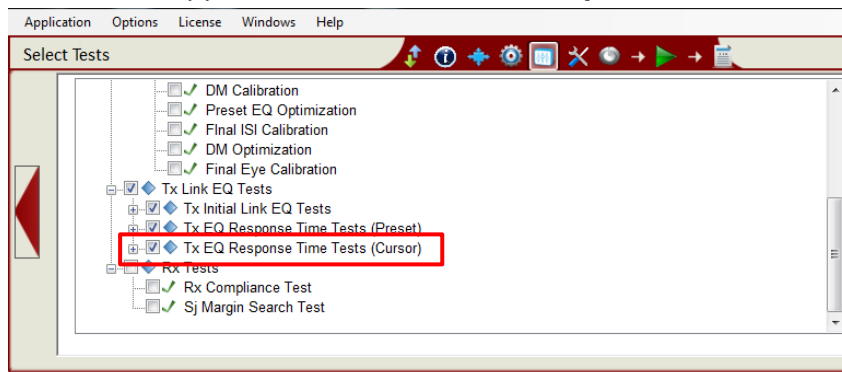 Application Options License Windows Help
Select Tests
DM Calibration
Preset EQ Optimization
FInal ISI Calibration
DM Optimization
Final Eye Calibration
Tx Link EQ Tests
Tx Initial Link EQ Tests
Tx EQ Response Time Tests (Preset)
Tx EQ Response Time Tests (Cursor)
Rx Tests
Rx Compliance Test
Sj Margin Search Test